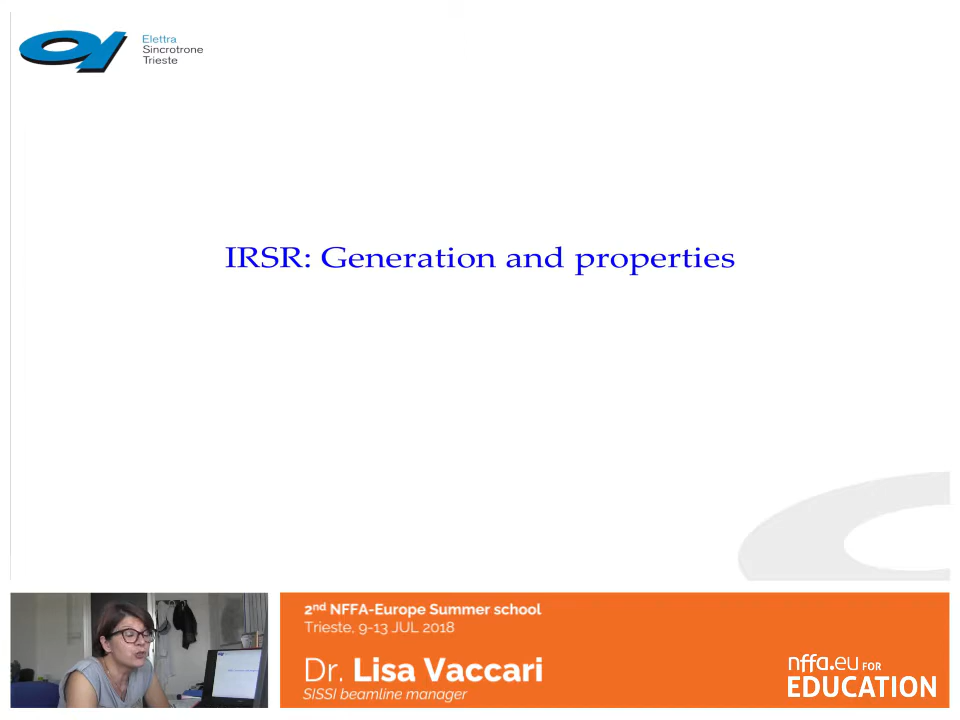 Elettra
Sincrotrone
Trieste
IRSR: Generation and properties
2nd NFFA-Europe Summer school
Trieste, 9-13 JUL 2018
Dr. Lisa Vaccari
SISSI beamline manager
nffa.eu FOR
EDUCATION